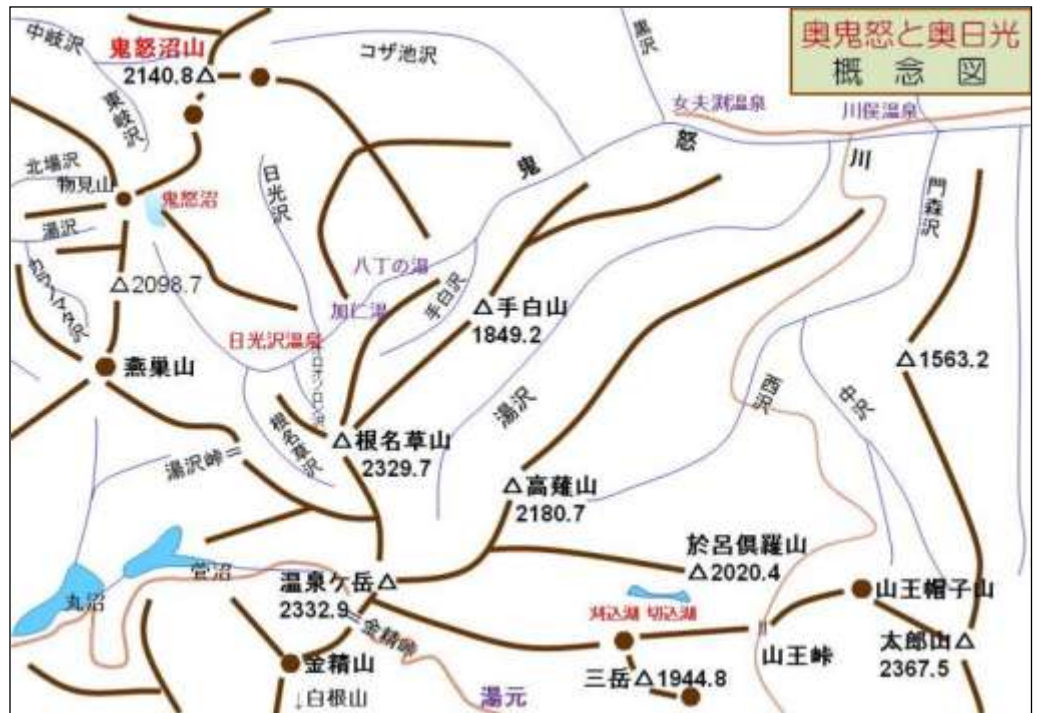 奥鬼怒と奥日光
概念図
中岐沢
鬼怒沼山
2140.8△
コザ池沢
黒沢
女夫渕温泉
川俣温泉
東岐沢
鬼
怒
川
北場沢
物見山
鬼怒沼
日光沢
門森沢
湯沢
△2098.7
八丁の湯
手白沢
加仁湯
△手白山
1849.2
日光沢温泉
燕巣山
△1563.2
湯沢
西沢
中沢
根名草沢
△根名草山
2329.7
湯沢峠
△高薙山
2180.7
於呂倶羅山
△2020.4
菅沼
丸沼
温泉ケ岳△
2332.9
金精峠
刈込湖 切込湖
山王帽子山
山王峠
太郎山△
2367.5
金精山
↓白根山
三岳△1944.8
湯元